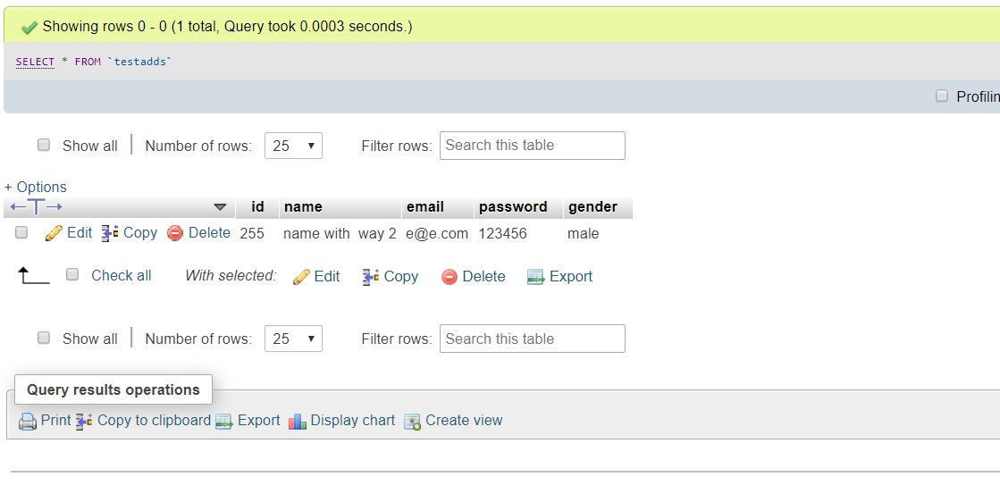 Showing rows 0 - 0 (1 total, Query took 0.0003 seconds.)
SELECT * FROM `testadds`
Profilin
Show all Number of rows: 25 Filter rows: Search this table
+ Options
id name email password gender
Edit Copy Delete 255 name with  way 2 e@e.com 123456 male
Check all With selected: Edit Copy Delete Export
Show all Number of rows: 25 Filter rows: Search this table
Query results operations
Print Copy to clipboard Export Display chart Create view